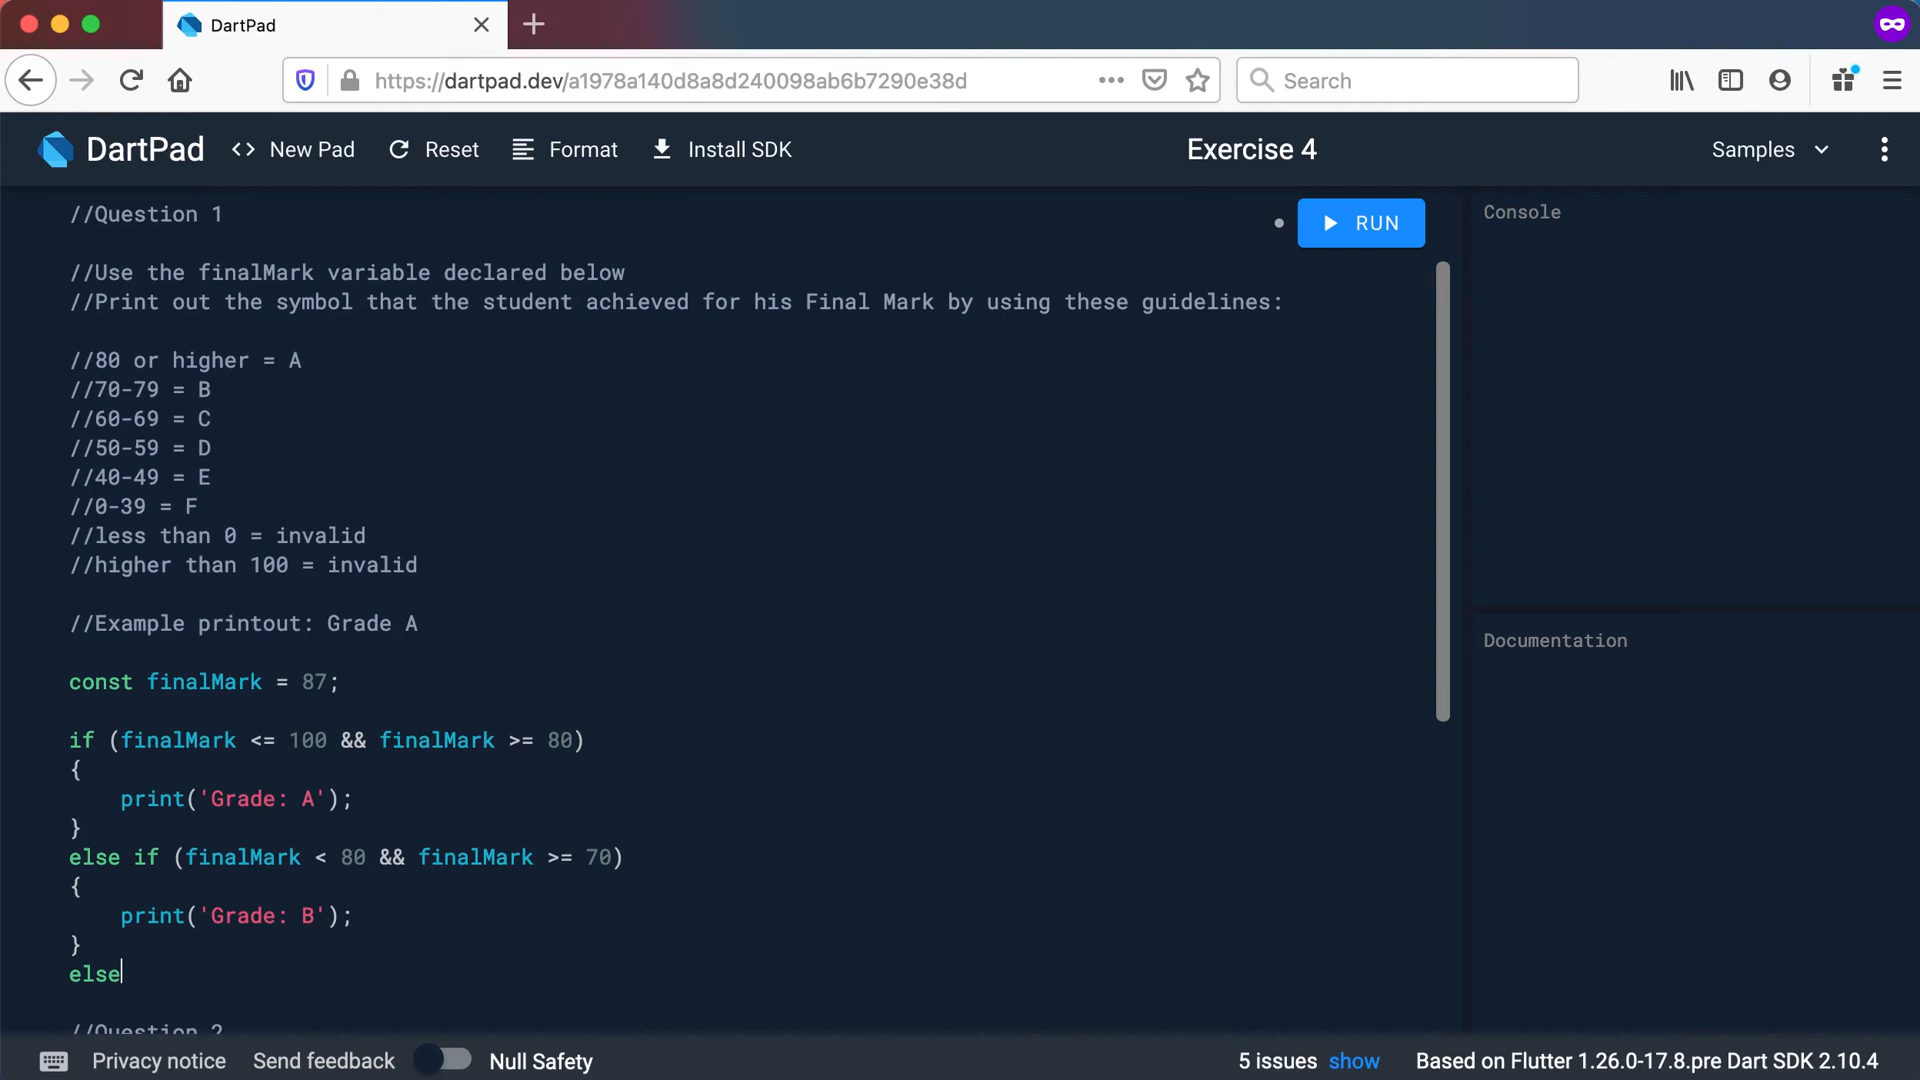 DartPad
https://dartpad.dev/a1978a140d8a8d240098ab6b7290e38d
Search
DartPad
<> New Pad
Reset
Format
Install SDK
Exercise 4
Samples
//Question 1
RUN
Console
//Use the finalMark variable declared below
//Print out the symbol that the student achieved for his Final Mark by using these guidelines:
//80 or higher = A
//70-79 = B
//60-69 = C
//50-59 = D
//40-49 = E
//0-39 = F
//less than 0 = invalid
//higher than 100 = invalid
//Example printout: Grade A
Documentation
const finalMark = 87;
if (finalMark <= 100 && finalMark >= 80)
{
print('Grade: A');
}
else if (finalMark < 80 && finalMark >= 70)
{
print('Grade: B');
}
else
//Question 2
Privacy notice
Send feedback
Null Safety
5 issues show
Based on Flutter 1.26.0-17.8.pre Dart SDK 2.10.4